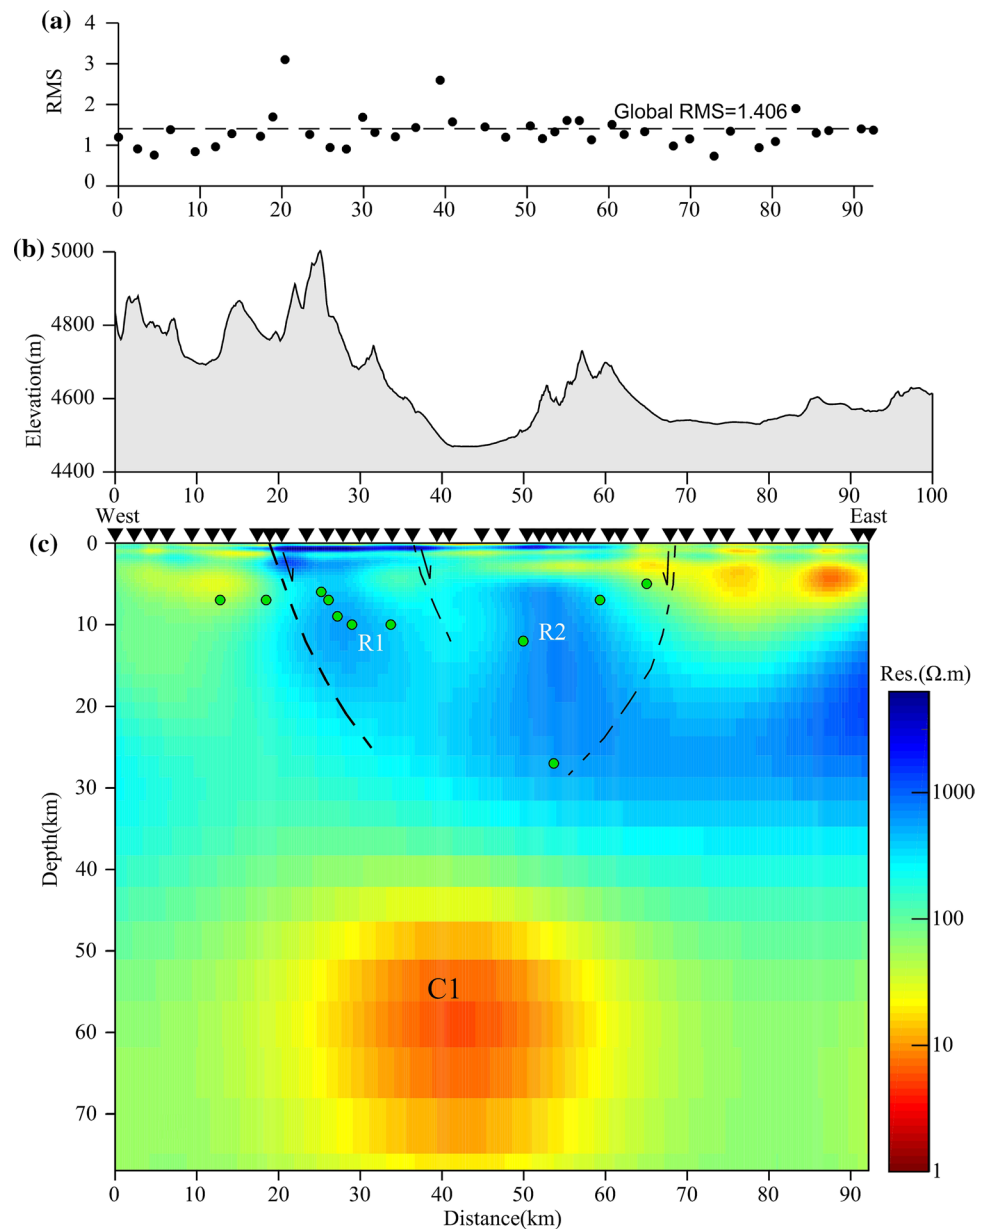 (a)
4
3
2
1
0
RMS
Global RMS=1.406
0 10 20 30 40 50 60 70 80 90
(b)
5000
4800
4600
4400
Elevation(m)
0 10 20 30 40 50 60 70 80 90 100
West East
(c)
0
10
20
30
40
50
60
70
Depth(km)
R1
R2
C1
Res.(Ω.m)
1000
100
10
1
0 10 20 30 40 50 60 70 80 90
Distance(km)